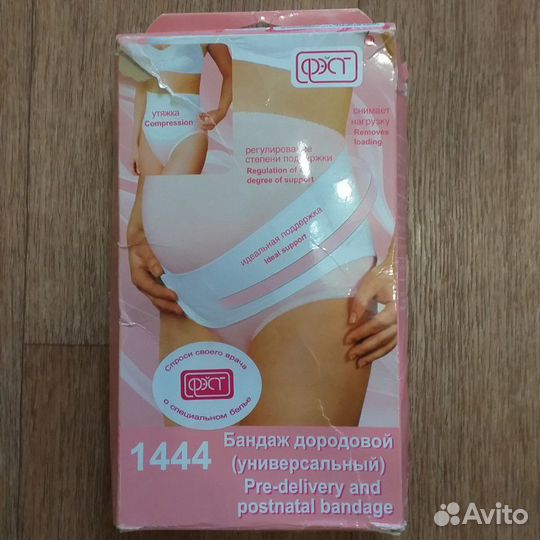 ФЭСТ
утяжка
Compression
снимает
нагрузку
Removes
loading
регулирование
степени поддержки
Regulation of
degree of support
идеальная поддержка
Ideal support
Спроси своего врача
ФЭСТ
о специальном белье
1444
Бандаж дородовой
(универсальный)
Pre-delivery and
postnatal bandage
Avito